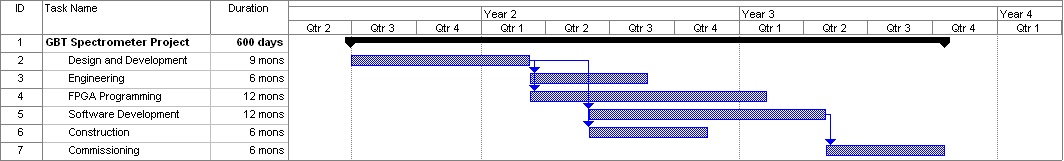 ID Task Name Duration Year 2 Year 3 Year 4
Qtr 2 Qtr 3 Qtr 4 Qtr 1 Qtr 2 Qtr 3 Qtr 4 Qtr 1 Qtr 2 Qtr 3 Qtr 4 Qtr 1
1 GBT Spectrometer Project 600 days
2 Design and Development 9 mons
3 Engineering 6 mons
4 FPGA Programming 12 mons
5 Software Development 12 mons
6 Construction 6 mons
7 Commissioning 6 mons